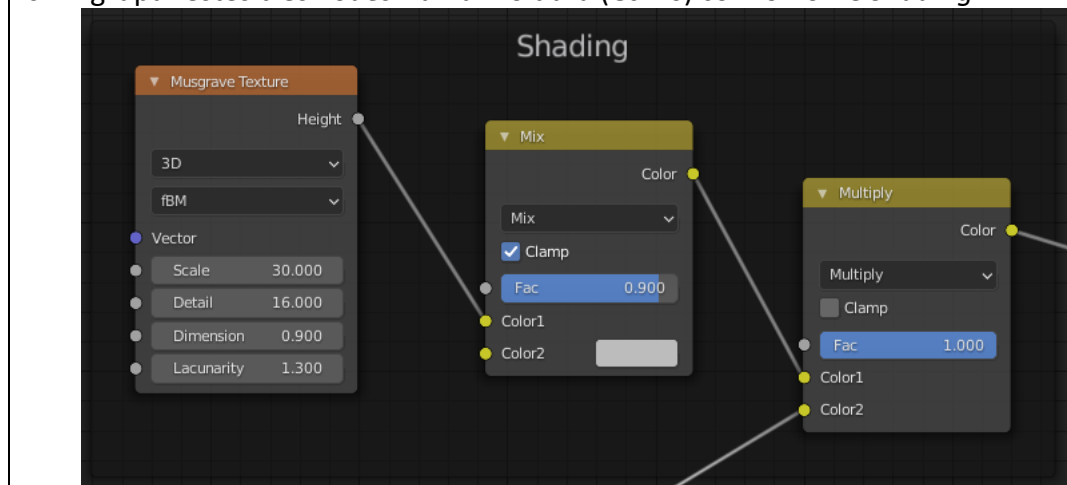 Shading
Musgrave Texture
Height
3D
fBM
Vector
Scale 30.000
Detail 16.000
Dimension 0.900
Lacunarity 1.300
Mix
Color
Mix
Clamp
Fac 0.900
Color1
Color2
Multiply
Color
Multiply
Clamp
Fac 1.000
Color1
Color2